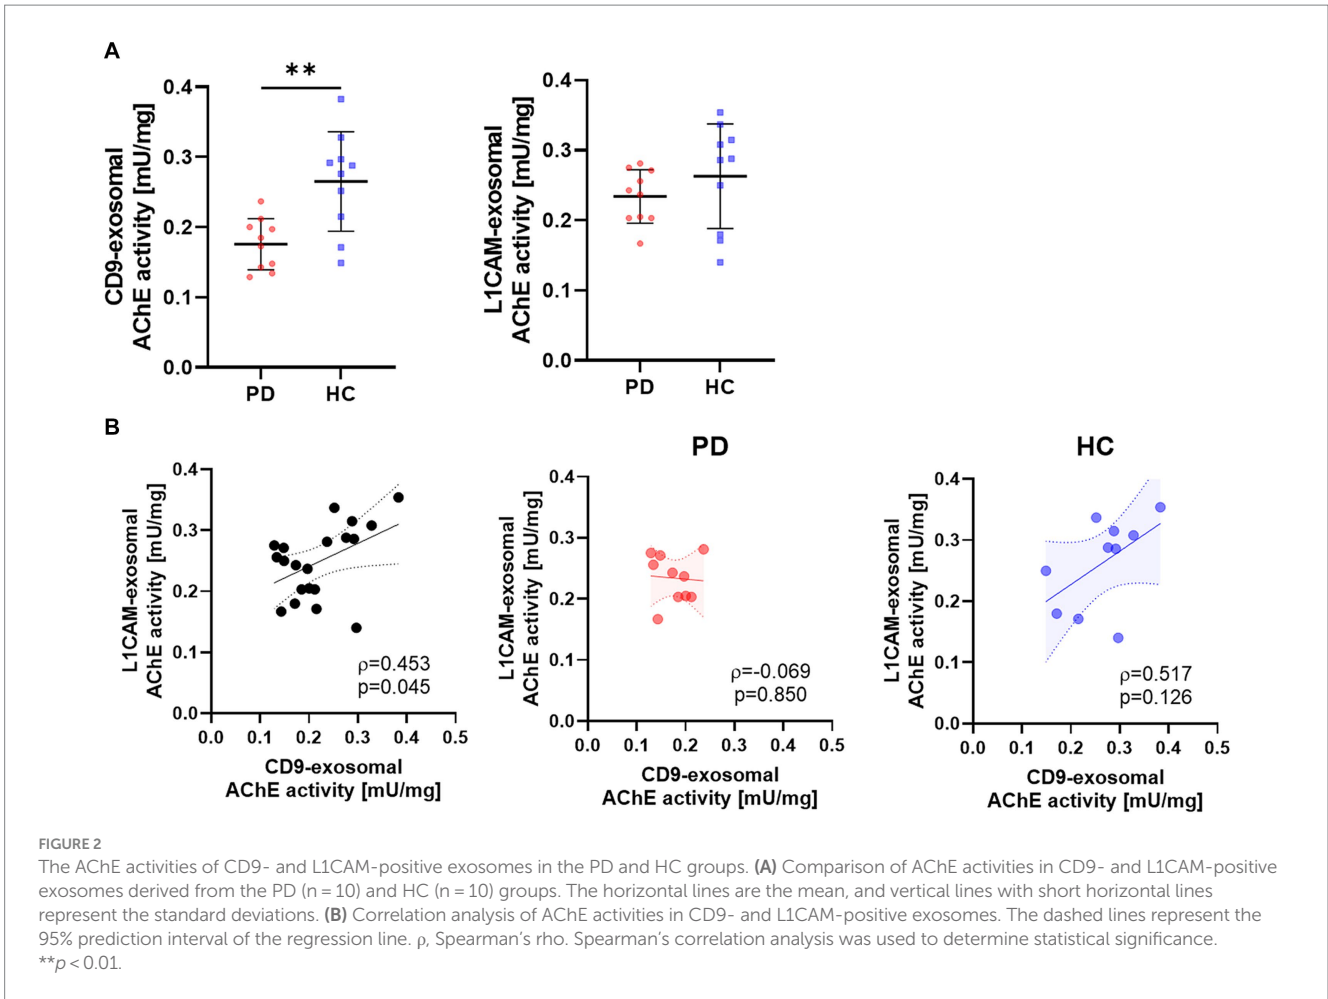 A
**
0.4
0.3
0.2
0.1
0.0
CD9-exosomal
AChE activity [mU/mg]
PD
HC
0.4
0.3
0.2
0.1
0.0
L1CAM-exosomal
AChE activity [mU/mg]
PD
HC
B
0.4
0.3
0.2
0.1
0.0
L1CAM-exosomal
AChE activity [mU/mg]
ρ=0.453
p=0.045
0.0 0.1 0.2 0.3 0.4 0.5
CD9-exosomal
AChE activity [mU/mg]
PD
0.4
0.3
0.2
0.1
0.0
L1CAM-exosomal
AChE activity [mU/mg]
ρ=-0.069
p=0.850
0.0 0.1 0.2 0.3 0.4 0.5
CD9-exosomal
AChE activity [mU/mg]
HC
0.4
0.3
0.2
0.1
0.0
L1CAM-exosomal
AChE activity [mU/mg]
ρ=0.517
p=0.126
0.0 0.1 0.2 0.3 0.4 0.5
CD9-exosomal
AChE activity [mU/mg]
FIGURE 2
The AChE activities of CD9- and L1CAM-positive exosomes in the PD and HC groups. (A) Comparison of AChE activities in CD9- and L1CAM-positive
exosomes derived from the PD (n = 10) and HC (n = 10) groups. The horizontal lines are the mean, and vertical lines with short horizontal lines
represent the standard deviations. (B) Correlation analysis of AChE activities in CD9- and L1CAM-positive exosomes. The dashed lines represent the
95% prediction interval of the regression line. ρ, Spearman's rho. Spearman's correlation analysis was used to determine statistical significance.
**p < 0.01.